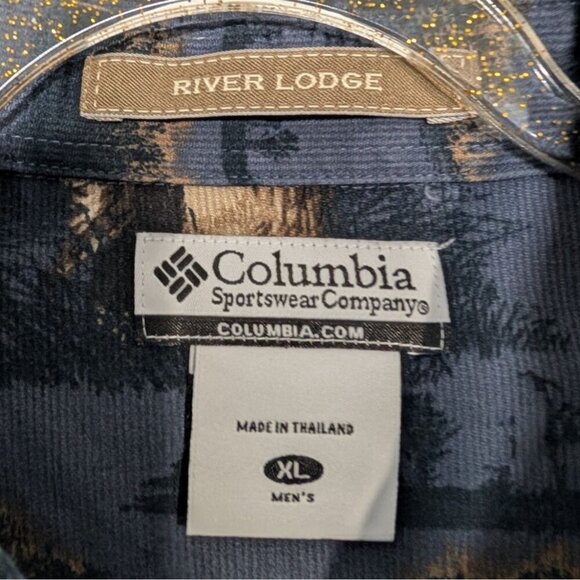 RIVER LODGE
Columbia
Sportswear Company®
COLUMBIA.COM
MADE IN THAILAND
XL
MEN'S